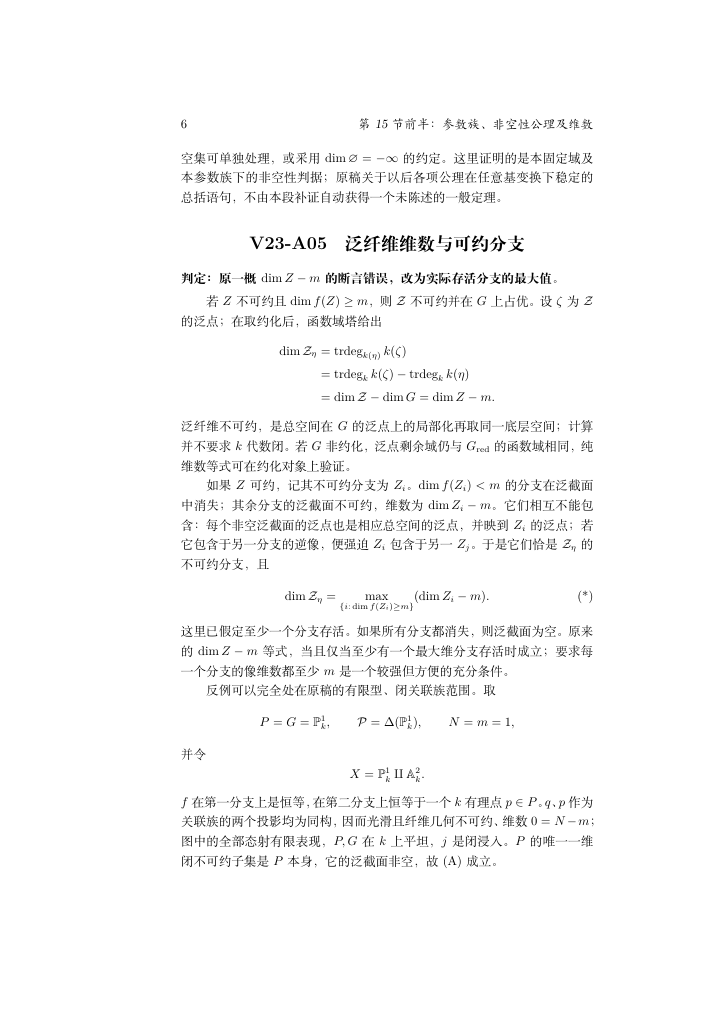 6 第 15 节前半：参数族、非空性公理及维数
空集可单独处理，或采用 dim ∅ = −∞ 的约定。这里证明的是本固定域及
本参数族下的非空性判据；原稿关于以后各项公理在任意基变换下稳定的
总括语句，不由本段补证自动获得一个未陈述的一般定理。
V23-A05 泛纤维维数与可约分支
判定：原一概 dim Z − m 的断言错误，改为实际存活分支的最大值。
若 Z 不可约且 dim f(Z) ≥ m，则 𝒵 不可约并在 G 上占优。设 ζ 为 𝒵
的泛点；在取约化后，函数域塔给出
dim 𝒵_η = trdeg_{k(η)} k(ζ)
= trdeg_k k(ζ) − trdeg_k k(η)
= dim 𝒵 − dim G = dim Z − m.
泛纤维不可约，是总空间在 G 的泛点上的局部化再取同一底层空间；计算
并不要求 k 代数闭。若 G 非约化，泛点剩余域仍与 G_red 的函数域相同，纯
维数等式可在约化对象上验证。
如果 Z 可约，记其不可约分支为 Z_i。dim f(Z_i) < m 的分支在泛截面
中消失；其余分支的泛截面不可约，维数为 dim Z_i − m。它们相互不能包
含：每个非空泛截面的泛点也是相应总空间的泛点，并映到 Z_i 的泛点；若
它包含于另一分支的逆像，便强迫 Z_i 包含于另一 Z_j。于是它们恰是 𝒵_η 的
不可约分支，且
dim 𝒵_η = max_{{i: dim f(Z_i)≥m}} (dim Z_i − m). (*)
这里已假定至少一个分支存活。如果所有分支都消失，则泛截面为空。原来
的 dim Z − m 等式，当且仅当至少有一个最大维分支存活时成立；要求每
一个分支的像维数都至少 m 是一个较强但方便的充分条件。
反例可以完全处在原稿的有限型、闭关联族范围。取
P = G = ℙ^1_k, 𝒫 = Δ(ℙ^1_k), N = m = 1,
并令
X = ℙ^1_k ∐ 𝔸^2_k.
f 在第一分支上是恒等，在第二分支上恒等于一个 k 有理点 p ∈ P。q、p 作为
关联族的两个投影均为同构，因而光滑且纤维几何不可约、维数 0 = N − m；
图中的全部态射有限表现，P, G 在 k 上平坦，j 是闭浸入。P 的唯一一维
闭不可约子集是 P 本身，它的泛截面非空，故 (A) 成立。